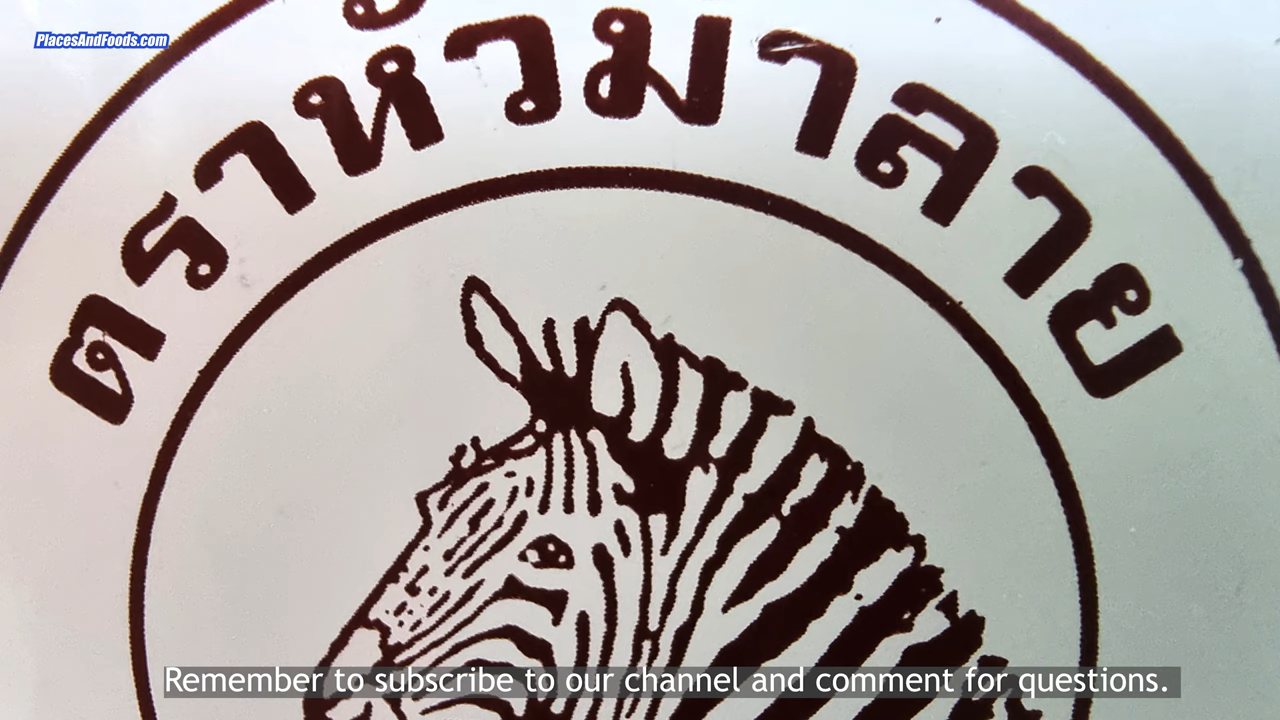 PlacesAndFoods.com
ตราหัวม้าลาย
Remember to subscribe to our channel and comment for questions.